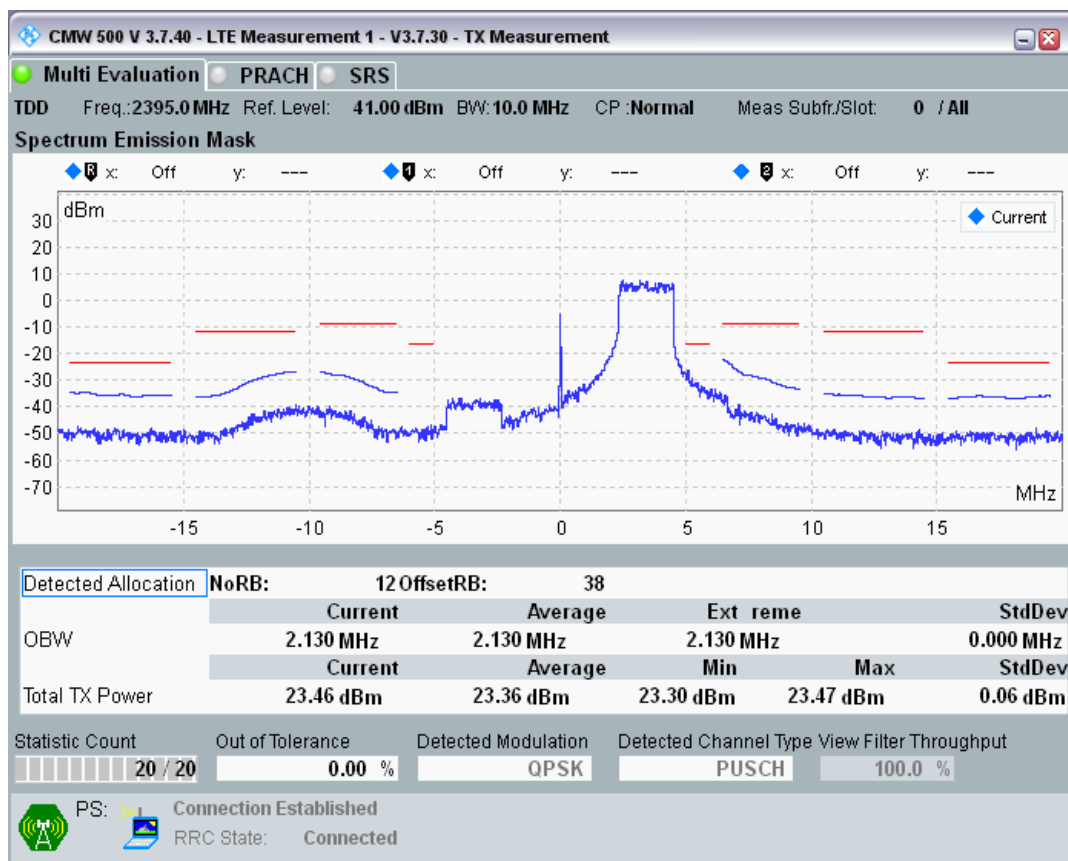 CMW 500 V 3.7.40 - LTE Measurement 1 - V3.7.30 - TX Measurement
Multi Evaluation PRACH SRS
TDD Freq.:2395.0 MHz Ref. Level: 41.00 dBm BW: 10.0 MHz CP :Normal Meas Subfr./Slot: 0 / All
Spectrum Emission Mask
R x: Off y: --- 1 x: Off y: --- 2 x: Off y: ---
dBm
Current
30
20
10
0
-10
-20
-30
-40
-50
-60
-70
MHz
-15 -10 -5 0 5 10 15
Detected Allocation NoRB: 12 OffsetRB: 38
Current Average Ext reme StdDev
OBW 2.130 MHz 2.130 MHz 2.130 MHz 0.000 MHz
Current Average Min Max StdDev
Total TX Power 23.46 dBm 23.36 dBm 23.30 dBm 23.47 dBm 0.06 dBm
Statistic Count Out of Tolerance Detected Modulation Detected Channel Type View Filter Throughput
20 / 20 0.00 % QPSK PUSCH 100.0 %
PS: Connection Established
RRC State: Connected